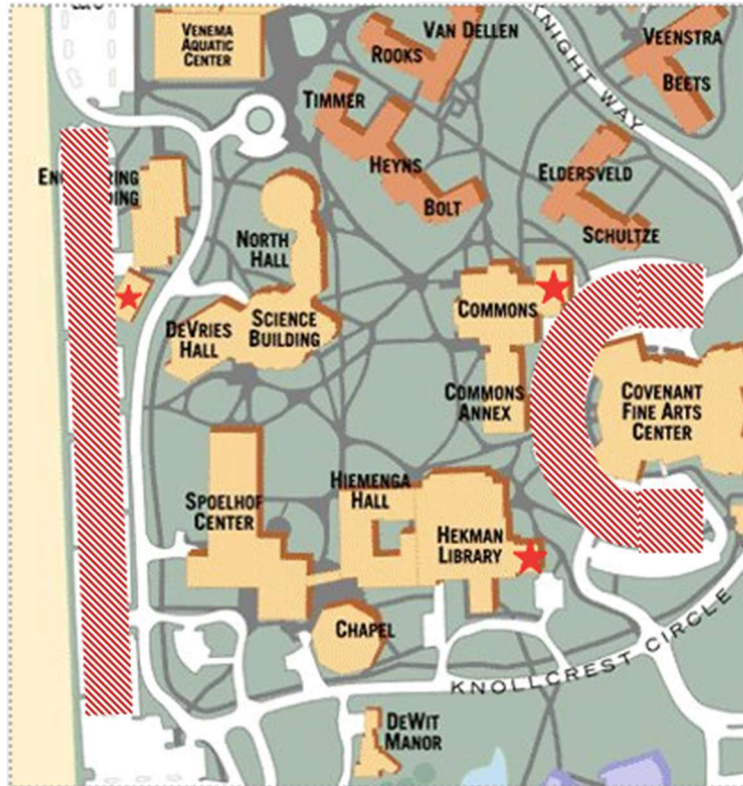 VAN DELLEN
VENEMA
AQUATIC
CENTER
ROOKS
KNIGHT WAY
VEENSTRA
BEETS
TIMMER
HEYNS
BOLT
ELDERSVELD
SCHULTZE
NORTH
HALL
COMMONS
DEVRIES
HALL
SCIENCE
BUILDING
COMMONS
ANNEX
COVENANT
FINE ARTS
CENTER
SPOELHOF
CENTER
HIEMENGA
HALL
HEKMAN
LIBRARY
CHAPEL
KNOLLCREST CIRCLE
DEWIT
MANOR